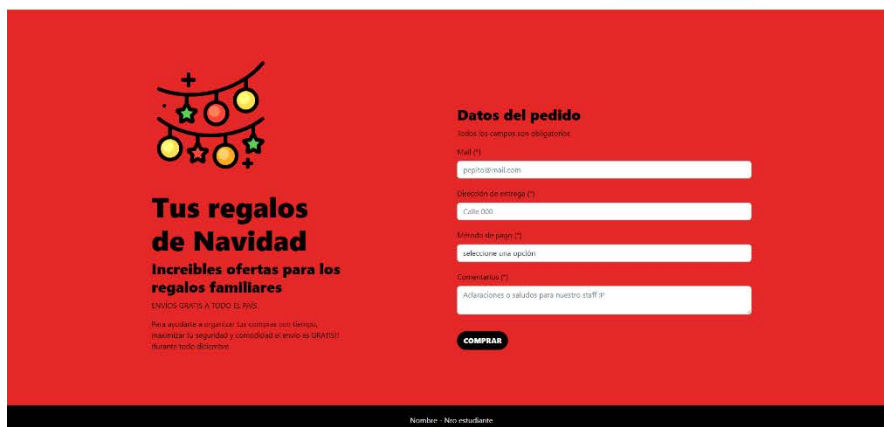 Tus regalos
de Navidad
Increibles ofertas para los
regalos familiares
ENVIOS GRATIS A TODO EL PAÍS.
Para ayudarte a organizar tus compras con tiempo,
maximizar tu seguridad y comodidad el envio es GRATIS!!!
durante todo diciembre
Datos del pedido
Todos los campos son obligatorios
Mail (*)
pepito@mail.com
Dirección de entrega (*)
Calle 000
Método de pago (*)
seleccione una opción
Comentarios (*)
Aclaraciones o saludos para nuestro staff
COMPRAR
Nombre - Nro estudiante